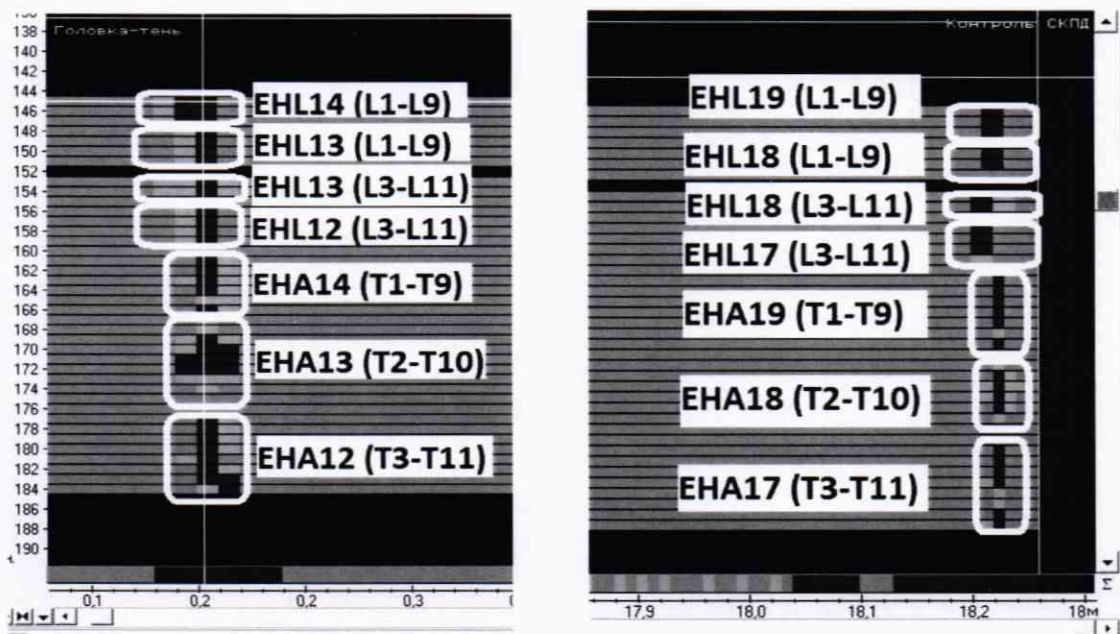 138
Головка-тень
140
142
144
146
148
150
152
154
156
158
160
162
164
166
168
170
172
174
176
178
180
182
184
186
188
190
EHL14 (L1-L9)
EHL13 (L1-L9)
EHL13 (L3-L11)
EHL12 (L3-L11)
EHA14 (T1-T9)
EHA13 (T2-T10)
EHA12 (T3-T11)
0,1
0,2
0,3
Контроль СКПД
EHL19 (L1-L9)
EHL18 (L1-L9)
EHL18 (L3-L11)
EHL17 (L3-L11)
EHA19 (T1-T9)
EHA18 (T2-T10)
EHA17 (T3-T11)
17,9
18,0
18,1
18,2
18м